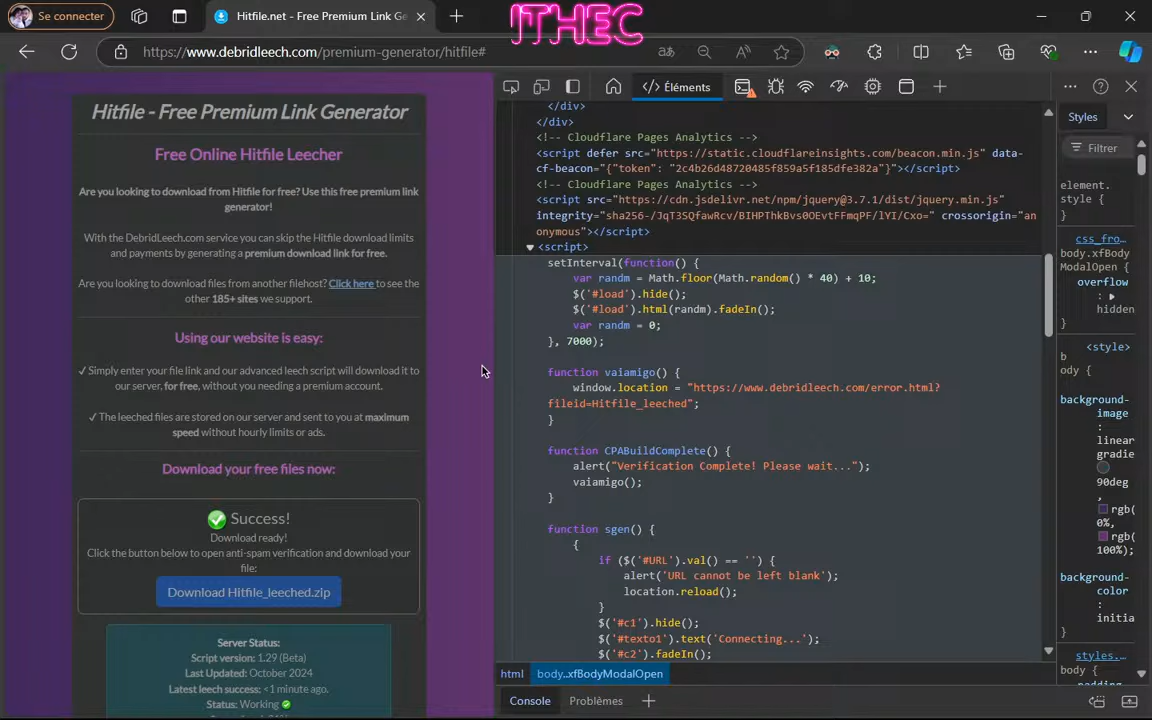 Se connecter
Hitfile.net - Free Premium Link Ge
ITHEC
https://www.debridleech.com/premium-generator/hitfile#
Hitfile - Free Premium Link Generator
Free Online Hitfile Leecher
Are you looking to download from Hitfile for free? Use this free premium link
generator!
With the DebridLeech.com service you can skip the Hitfile download limits
and payments by generating a premium download link for free.
Are you looking to download files from another filehost? Click here to see the
other 185+ sites we support.
Using our website is easy:
✓Simply enter your file link and our advanced leech script will download it to
our server, for free, without you needing a premium account.
✓ The leeched files are stored on our server and sent to you at maximum
speed without hourly limits or ads.
Download your free files now:
Success!
Download ready!
Click the button below to open anti-spam verification and download your
file:
Download Hitfile_leeched.zip
Server Status:
Script version: 1.29 (Beta)
Last Updated: October 2024
Latest leech success: <1 minute ago.
Status: Working
</> Éléments
</div>
</div>
<!-- Cloudflare Pages Analytics -->
<script defer src="https://static.cloudflareinsights.com/beacon.min.js" data-
cf-beacon="{"token": "2c4b26d48720485f859a5f185dfe382a"}"></script>
<!-- Cloudflare Pages Analytics -->
<script src="https://cdn.jsdelivr.net/npm/jquery@3.7.1/dist/jquery.min.js"
integrity="sha256-/JqT3SQfawRcv/BIHPThkBvs0OEvtFFmqPF/lYI/Cxo=" crossorigin="an
onymous"></script>
<script>
setInterval(function() {
var randm = Math.floor(Math.random() * 40) + 10;
$('#load').hide();
$('#load').html(randm).fadeIn();
var randm = 0;
}, 7000);
function vaiamigo() {
window.location = "https://www.debridleech.com/error.html?
fileid=Hitfile_leeched";
}
function CPABuildComplete() {
alert("Verification Complete! Please wait...");
vaiamigo();
}
function sgen() {
{
if ($('#URL').val() == '') {
alert('URL cannot be left blank');
location.reload();
}
$('#c1').hide();
$('#texto1').text('Connecting...');
$('#c2').fadeIn();
html
body.xfBodyModalOpen
Console
Problèmes
Styles
Filtrer
element.
style {
}
css_fro…
body.xfBody
ModalOpen {
overflow
:
hidden
}
<style>
b
ody {
background-
image
:
linear
gradie
90deg
,
rgb(
0%,
rgb(
100%);
background-
color
:
initia
}
styles.…
body {